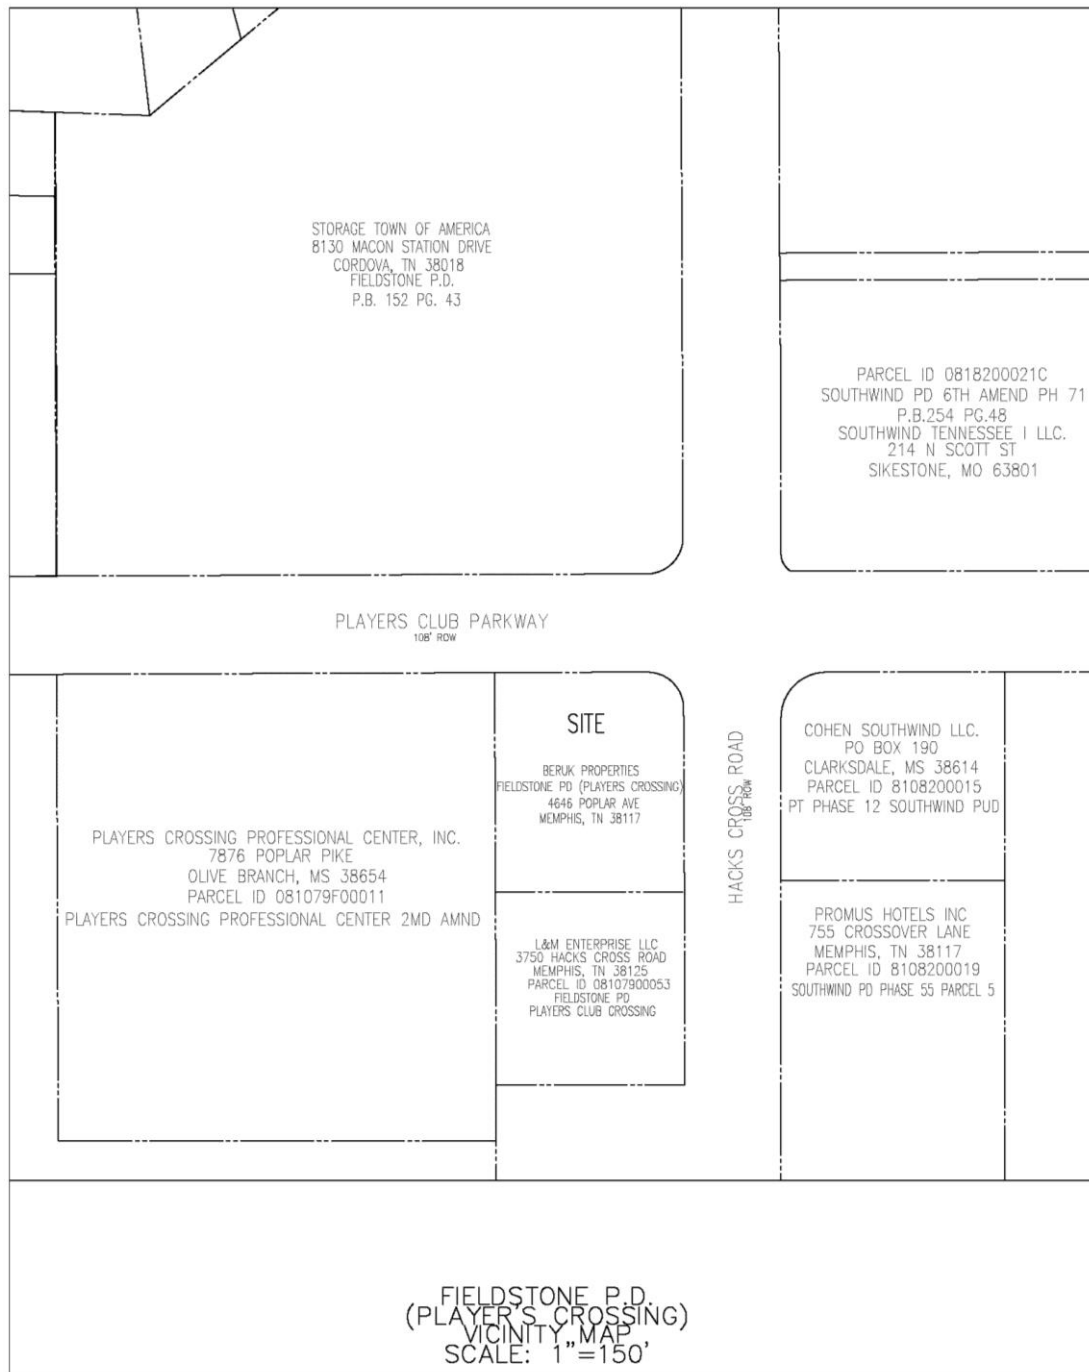 STORAGE TOWN OF AMERICA
8130 MACON STATION DRIVE
CORDOVA, TN 38018
FIELDSTONE P.D.
P.B. 152 PG. 43
PARCEL ID 0818200021C
SOUTHWIND PD 6TH AMEND PH 71
P.B.254 PG.48
SOUTHWIND TENNESSEE I LLC.
214 N SCOTT ST
SIKESTONE, MO 63801
PLAYERS CLUB PARKWAY
108' ROW
SITE
BERUK PROPERTIES
FIELDSTONE PD (PLAYERS CROSSING)
4646 POPLAR AVE
MEMPHIS, TN 38117
HACKS CROSS ROAD
108' ROW
COHEN SOUTHWIND LLC.
PO BOX 190
CLARKSDALE, MS 38614
PARCEL ID 8108200015
PT PHASE 12 SOUTHWIND PUD
PLAYERS CROSSING PROFESSIONAL CENTER, INC.
7876 POPLAR PIKE
OLIVE BRANCH, MS 38654
PARCEL ID 081079F00011
PLAYERS CROSSING PROFESSIONAL CENTER 2MD AMND
L&M ENTERPRISE LLC
3750 HACKS CROSS ROAD
MEMPHIS, TN 38125
PARCEL ID 08107900053
FIELDSTONE PD
PLAYERS CLUB CROSSING
PROMUS HOTELS INC
755 CROSSOVER LANE
MEMPHIS, TN 38117
PARCEL ID 8108200019
SOUTHWIND PD PHASE 55 PARCEL 5
FIELDSTONE P.D.
(PLAYER'S CROSSING)
VICINITY MAP
SCALE: 1"=150'